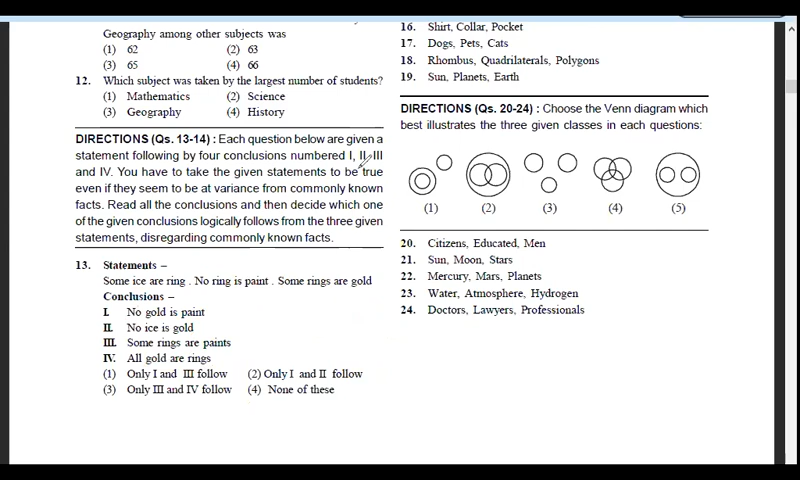 Geography among other subjects was
(1) 62 (2) 63
(3) 65 (4) 66
12. Which subject was taken by the largest number of students?
(1) Mathematics (2) Science
(3) Geography (4) History
DIRECTIONS (Qs. 13-14) : Each question below are given a
statement following by four conclusions numbered I, II, III
and IV. You have to take the given statements to be true
even if they seem to be at variance from commonly known
facts. Read all the conclusions and then decide which one
of the given conclusions logically follows from the three given
statements, disregarding commonly known facts.
13. Statements –
Some ice are ring . No ring is paint . Some rings are gold
Conclusions –
I. No gold is paint
II. No ice is gold
III. Some rings are paints
IV. All gold are rings
(1) Only I and III follow (2) Only I and II follow
(3) Only III and IV follow (4) None of these
16. Shirt, Collar, Pocket
17. Dogs, Pets, Cats
18. Rhombus, Quadrilaterals, Polygons
19. Sun, Planets, Earth
DIRECTIONS (Qs. 20-24) : Choose the Venn diagram which
best illustrates the three given classes in each questions:
(1) (2) (3) (4) (5)
20. Citizens, Educated, Men
21. Sun, Moon, Stars
22. Mercury, Mars, Planets
23. Water, Atmosphere, Hydrogen
24. Doctors, Lawyers, Professionals